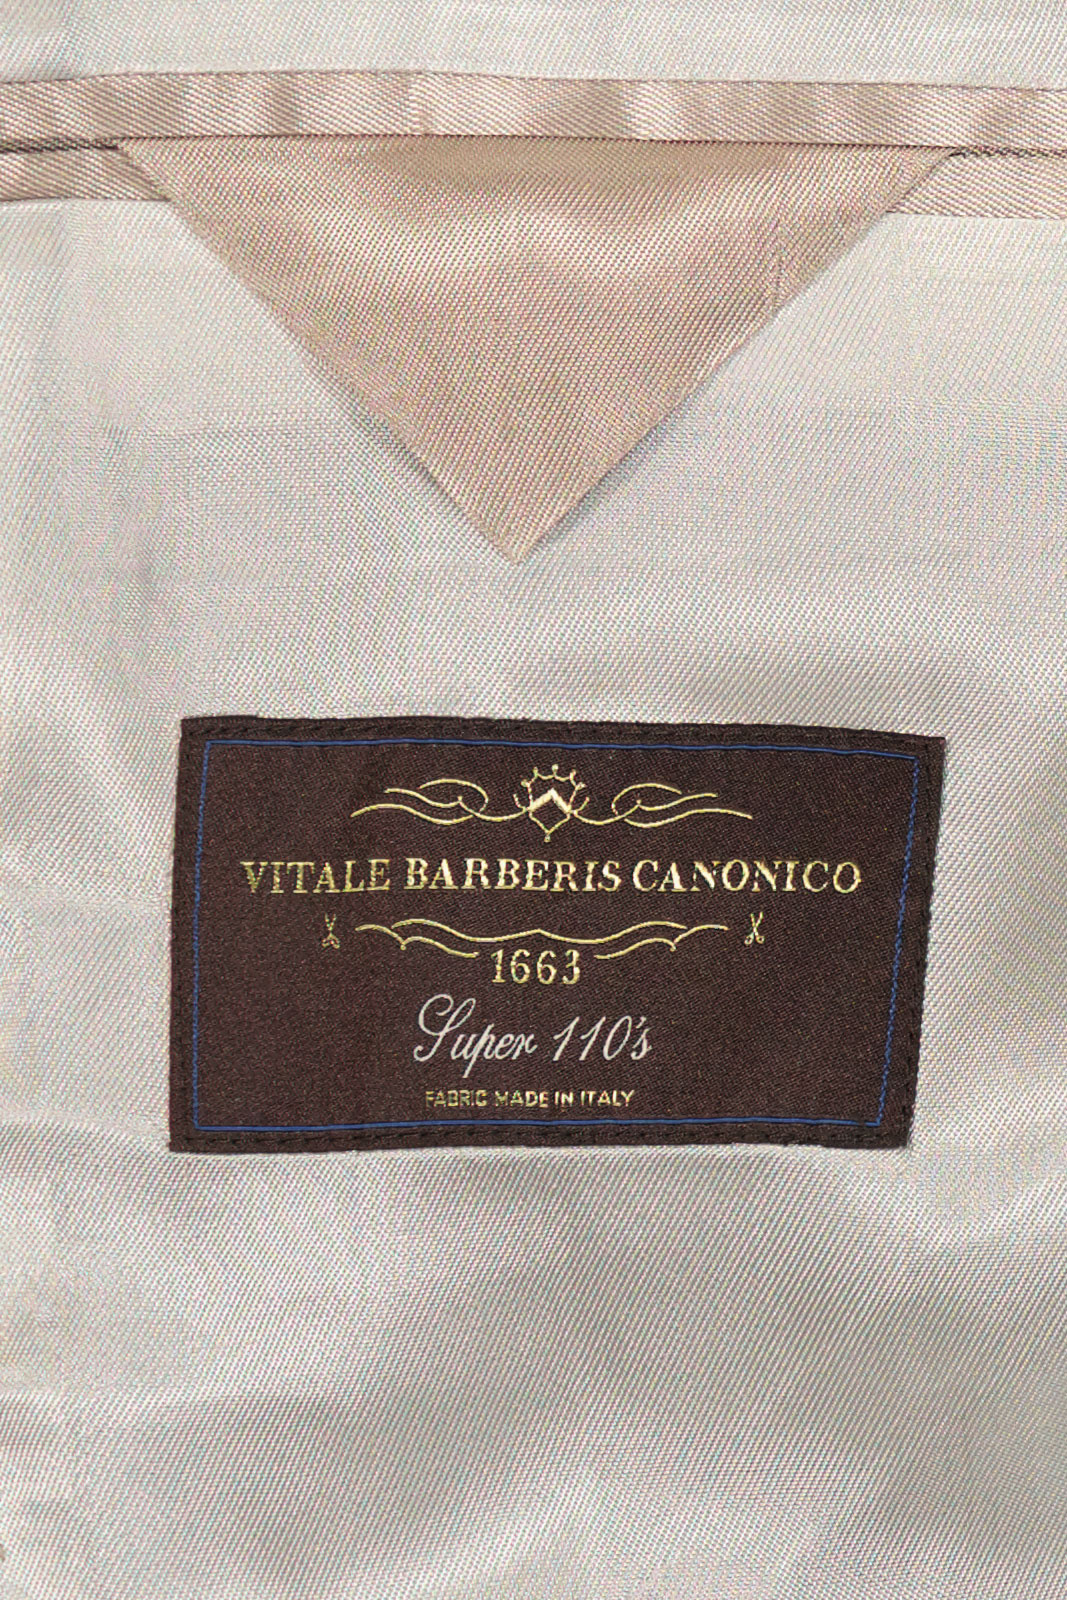 VITALE BARBERIS CANONICO
1663
Super 110's
FABRIC MADE IN ITALY